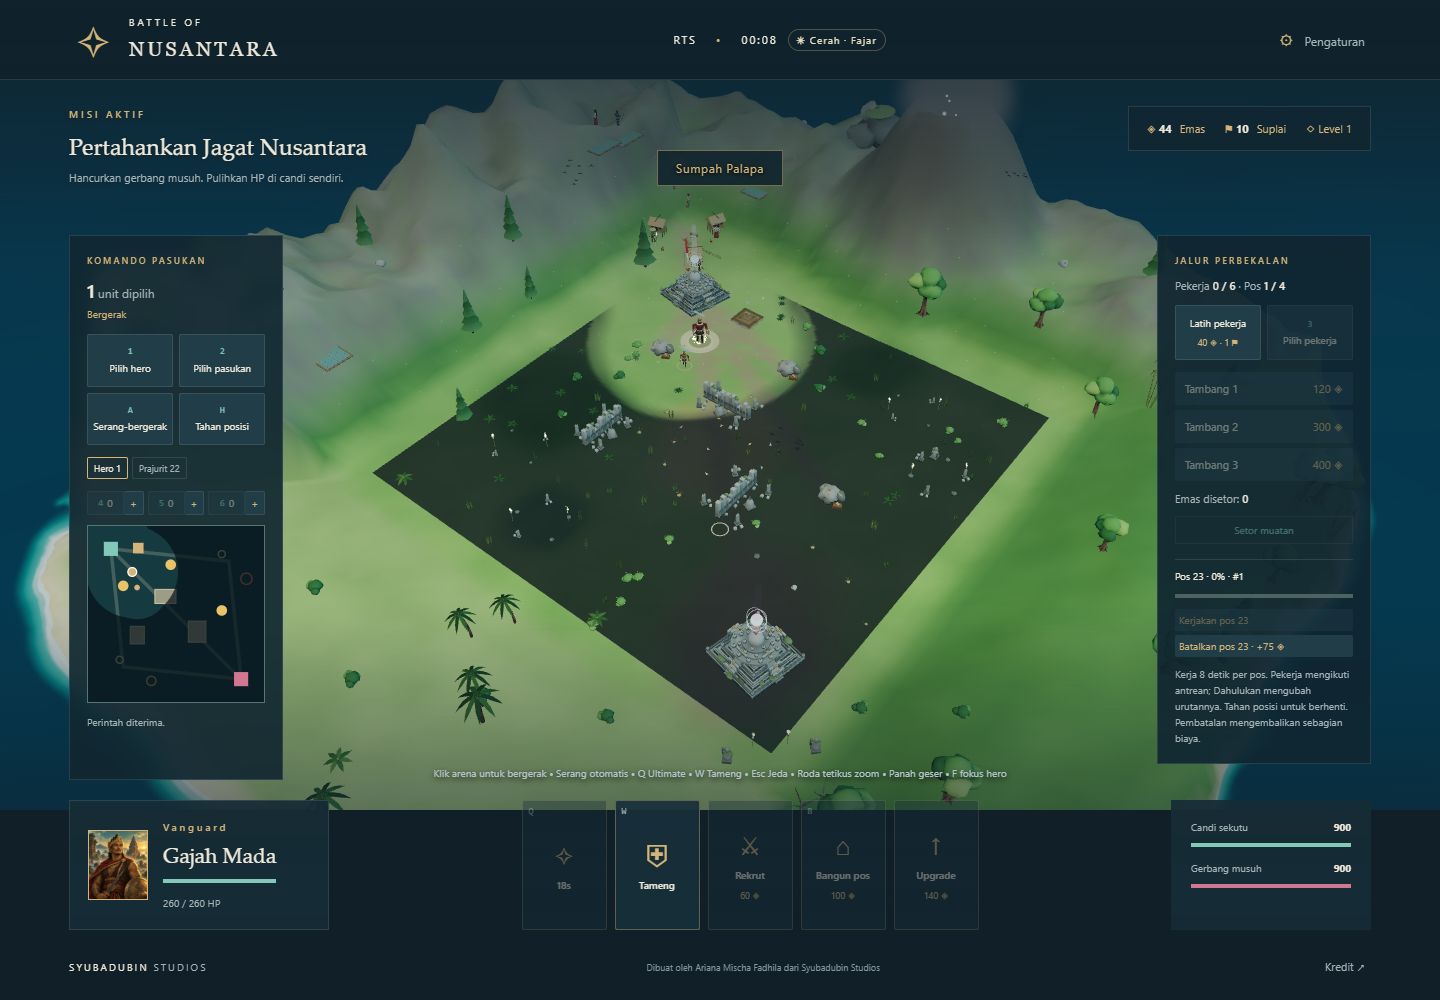 BATTLE OF
NUSANTARA
RTS • 00:08 Cerah · Fajar
Pengaturan
MISI AKTIF
Pertahankan Jagat Nusantara
Hancurkan gerbang musuh. Pulihkan HP di candi sendiri.
44 Emas 10 Suplai Level 1
Sumpah Palapa
KOMANDO PASUKAN
1 unit dipilih
Bergerak
1
Pilih hero
2
Pilih pasukan
A
Serang-bergerak
H
Tahan posisi
Hero 1 Prajurit 22
4 0 + 5 0 + 6 0 +
Perintah diterima.
JALUR PERBEKALAN
Pekerja 0 / 6 · Pos 1 / 4
Latih pekerja
40 · 1
3
Pilih pekerja
Tambang 1 120
Tambang 2 300
Tambang 3 400
Emas disetor: 0
Setor muatan
Pos 23 · 0% · #1
Kerjakan pos 23
Batalkan pos 23 · +75
Kerja 8 detik per pos. Pekerja mengikuti
antrean; Dahulukan mengubah
urutannya. Tahan posisi untuk berhenti.
Pembatalan mengembalikan sebagian
biaya.
Klik arena untuk bergerak • Serang otomatis • Q Ultimate • W Tameng • Esc Jeda • Roda tetikus zoom • Panah geser • F fokus hero
Vanguard
Gajah Mada
260 / 260 HP
Q
18s
W
Tameng
Rekrut
60
B
Bangun pos
100
Upgrade
140
Candi sekutu 900
Gerbang musuh 900
SYUBADUBIN STUDIOS
Dibuat oleh Ariana Mischa Fadhila dari Syubadubin Studios
Kredit ↗